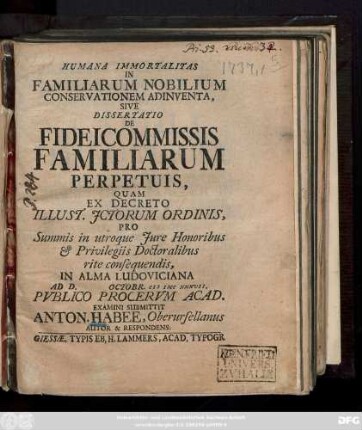 HUMANA IMMORTALITAS
IN
FAMILIARUM NOBILIUM
CONSERVATIONEM ADINVENTA,
SIVE
DISSERTATIO
DE
FIDEICOMMISSIS
FAMILIARUM
PERPETUIS,
QUAM
EX DECRETO
ILLUST. JCTORUM ORDINIS,
PRO
Summis in utroque Jure Honoribus
& Privilegiis Doctoralibus
rite consequendis,
IN ALMA LUDOVICIANA
AD D. OCTOBR.
PVBLICO PROCERVM ACAD.
EXAMINI SUBMITTIT
ANTON. HABEE, Oberursellanus
AUTOR & RESPONDENS.
GIESSÆ, TYPIS EB, H. LAMMERS, ACAD. TYPOGR.